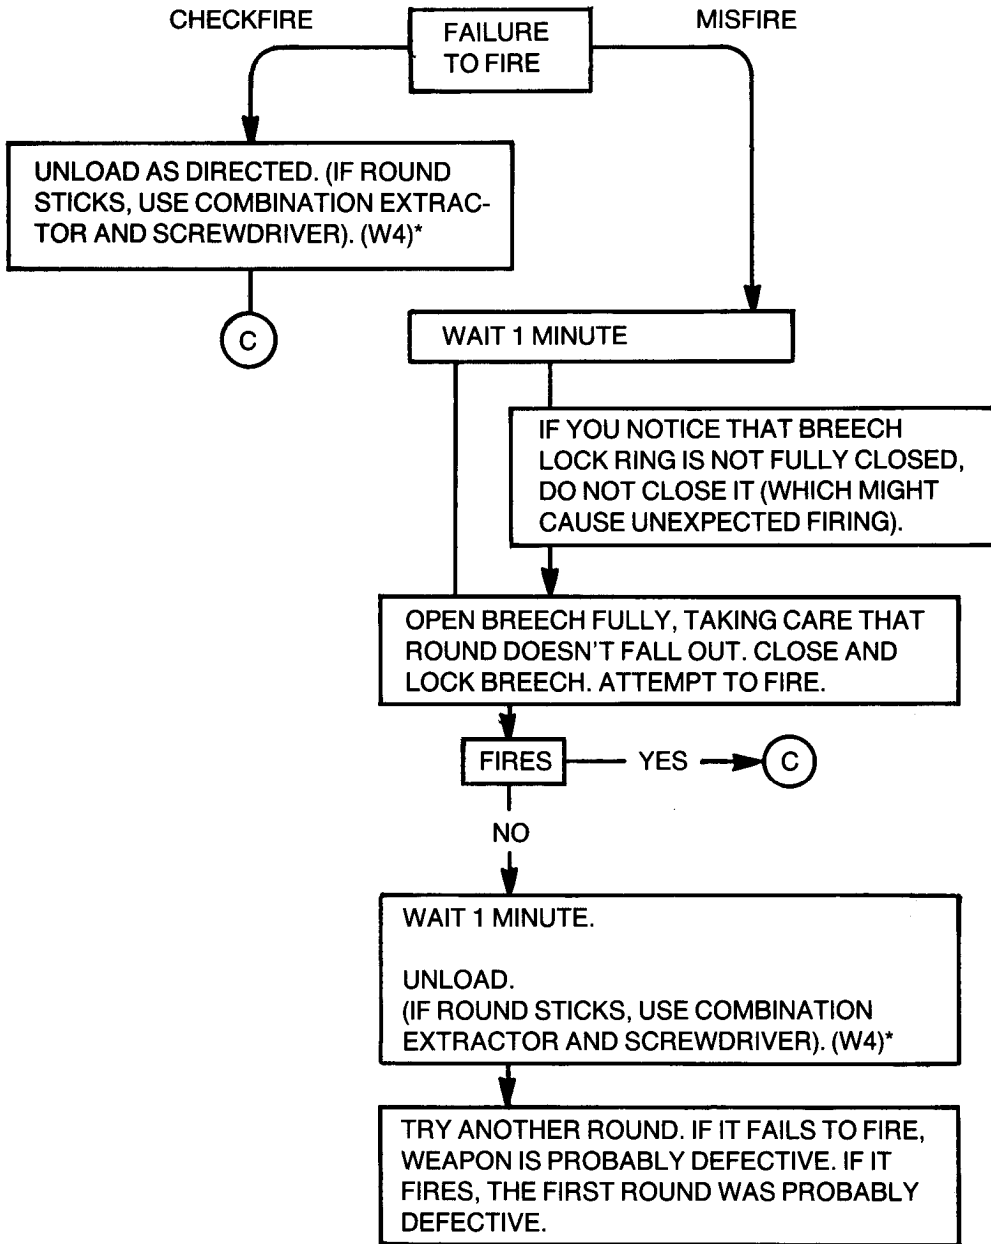 CHECKFIRE
FAILURE
TO FIRE
MISFIRE
UNLOAD AS DIRECTED. (IF ROUND
STICKS, USE COMBINATION EXTRAC-
TOR AND SCREWDRIVER). (W4)*
C
WAIT 1 MINUTE
IF YOU NOTICE THAT BREECH
LOCK RING IS NOT FULLY CLOSED,
DO NOT CLOSE IT (WHICH MIGHT
CAUSE UNEXPECTED FIRING).
OPEN BREECH FULLY, TAKING CARE THAT
ROUND DOESN'T FALL OUT. CLOSE AND
LOCK BREECH. ATTEMPT TO FIRE.
FIRES
YES
C
NO
WAIT 1 MINUTE.
UNLOAD.
(IF ROUND STICKS, USE COMBINATION
EXTRACTOR AND SCREWDRIVER). (W4)*
TRY ANOTHER ROUND. IF IT FAILS TO FIRE,
WEAPON IS PROBABLY DEFECTIVE. IF IT
FIRES, THE FIRST ROUND WAS PROBABLY
DEFECTIVE.